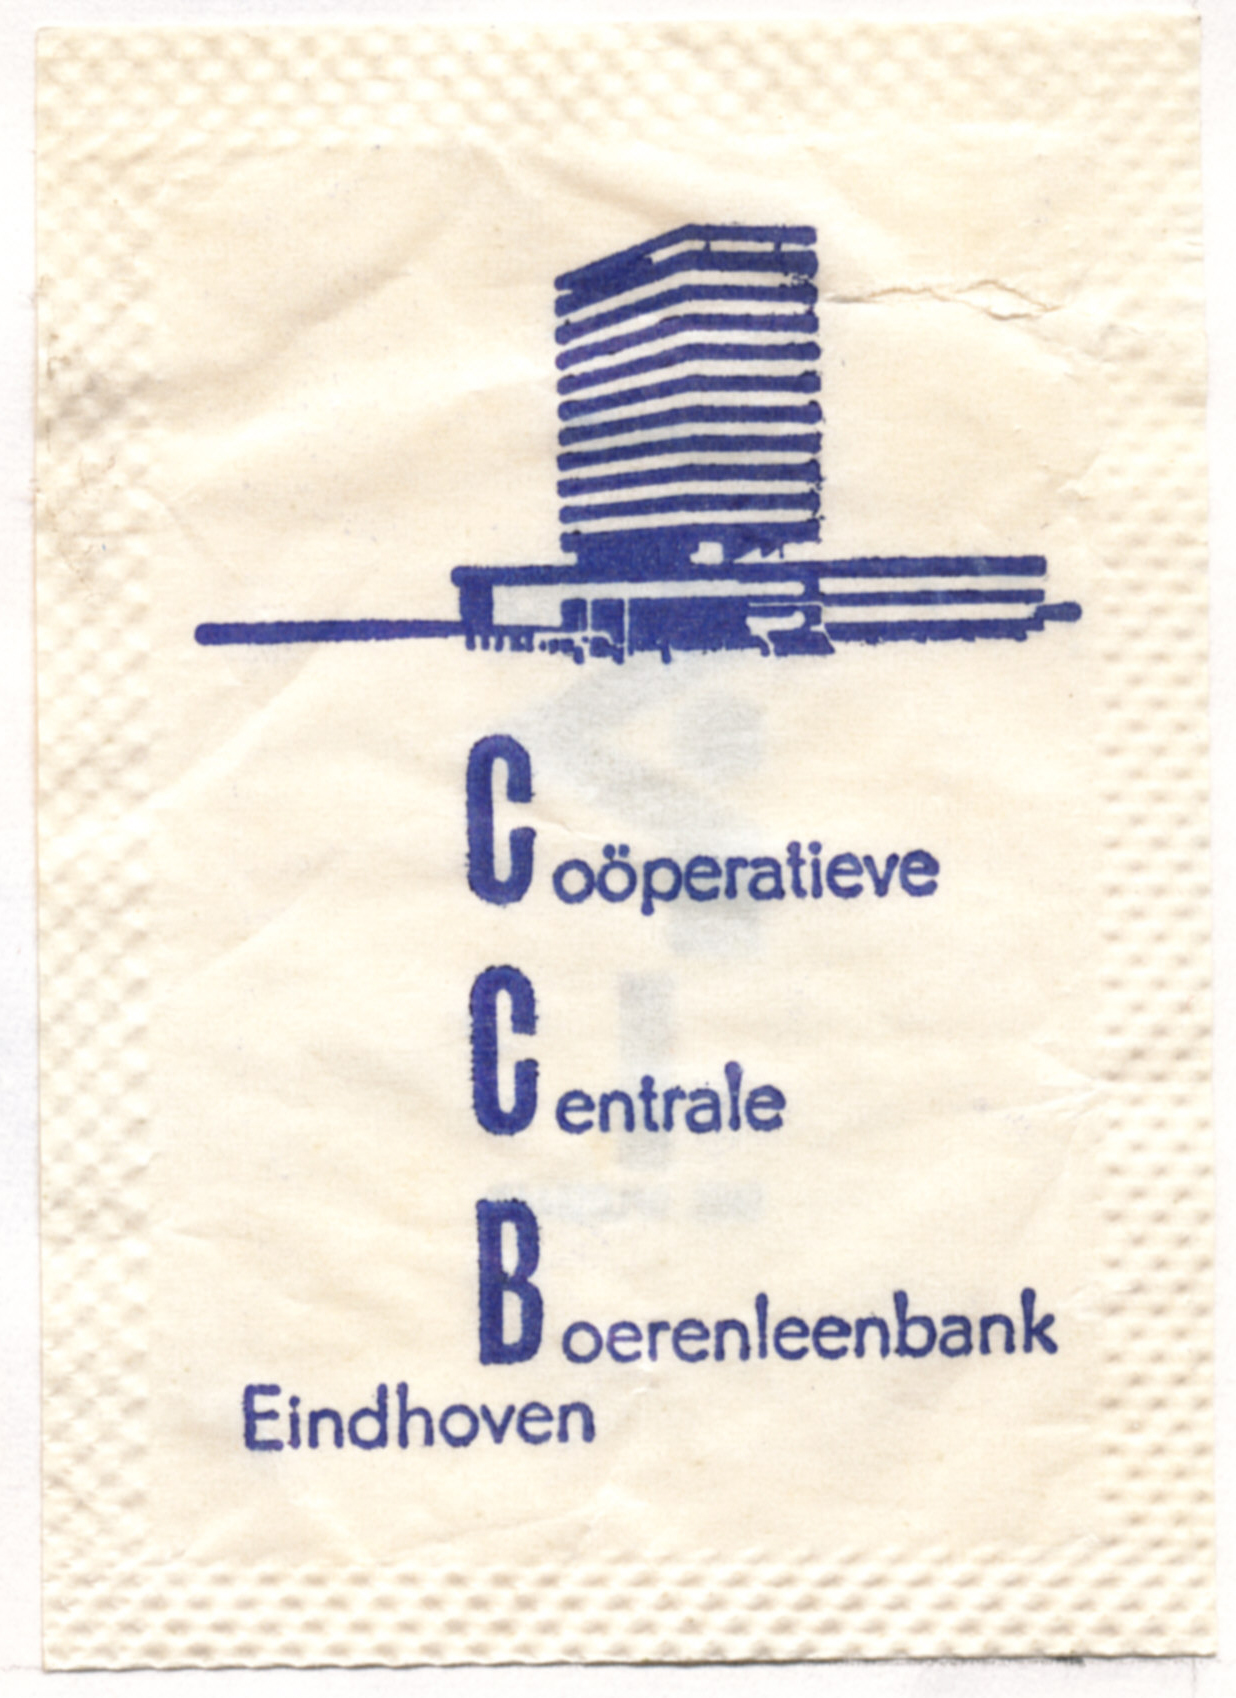 Coöperatieve
Centrale
Boerenleenbank
Eindhoven